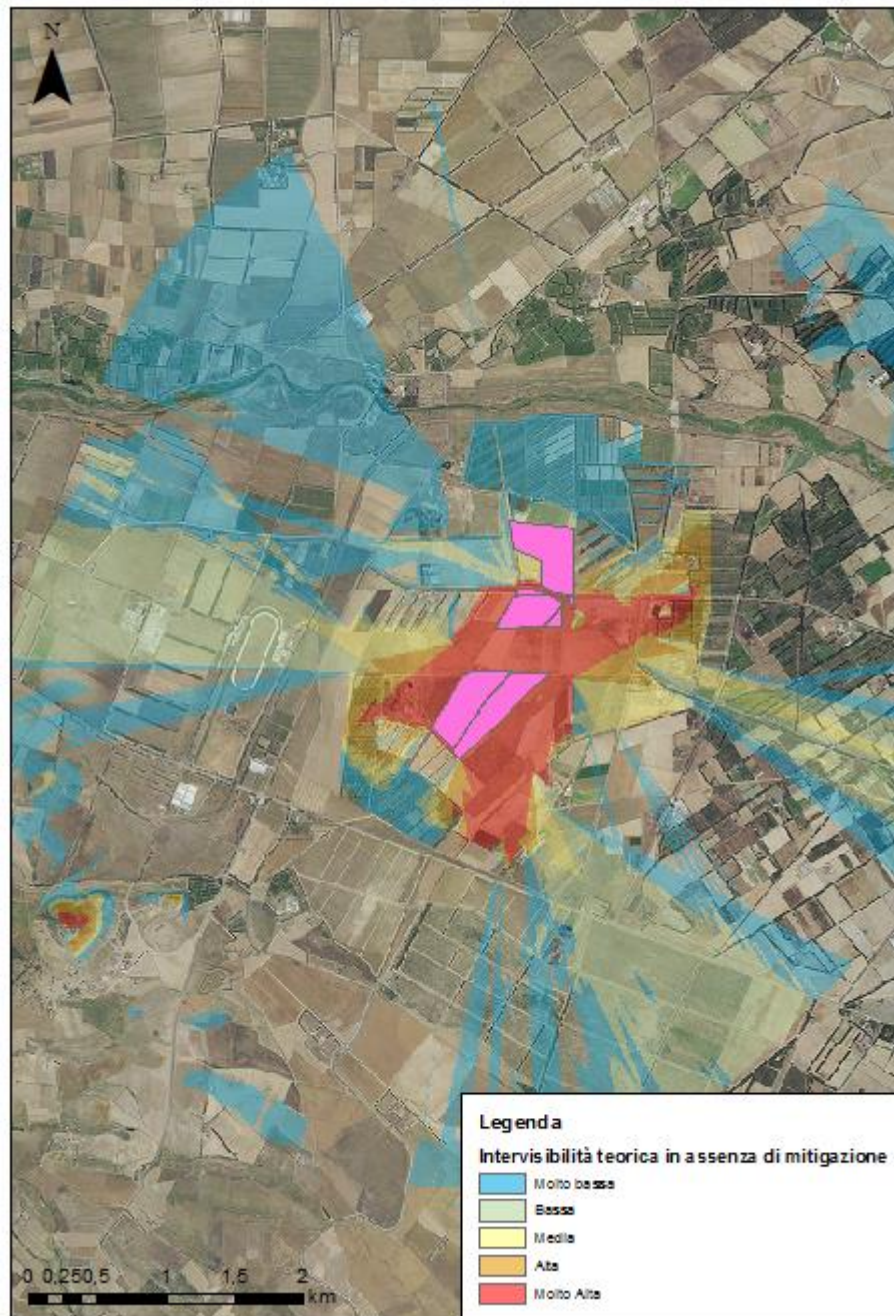 N
Legenda
Intervisibilità teorica in assenza di mitigazione
Molto bassa
Bassa
Media
Alta
Molto Alta
0 0,250,5 1 1,5 2
km